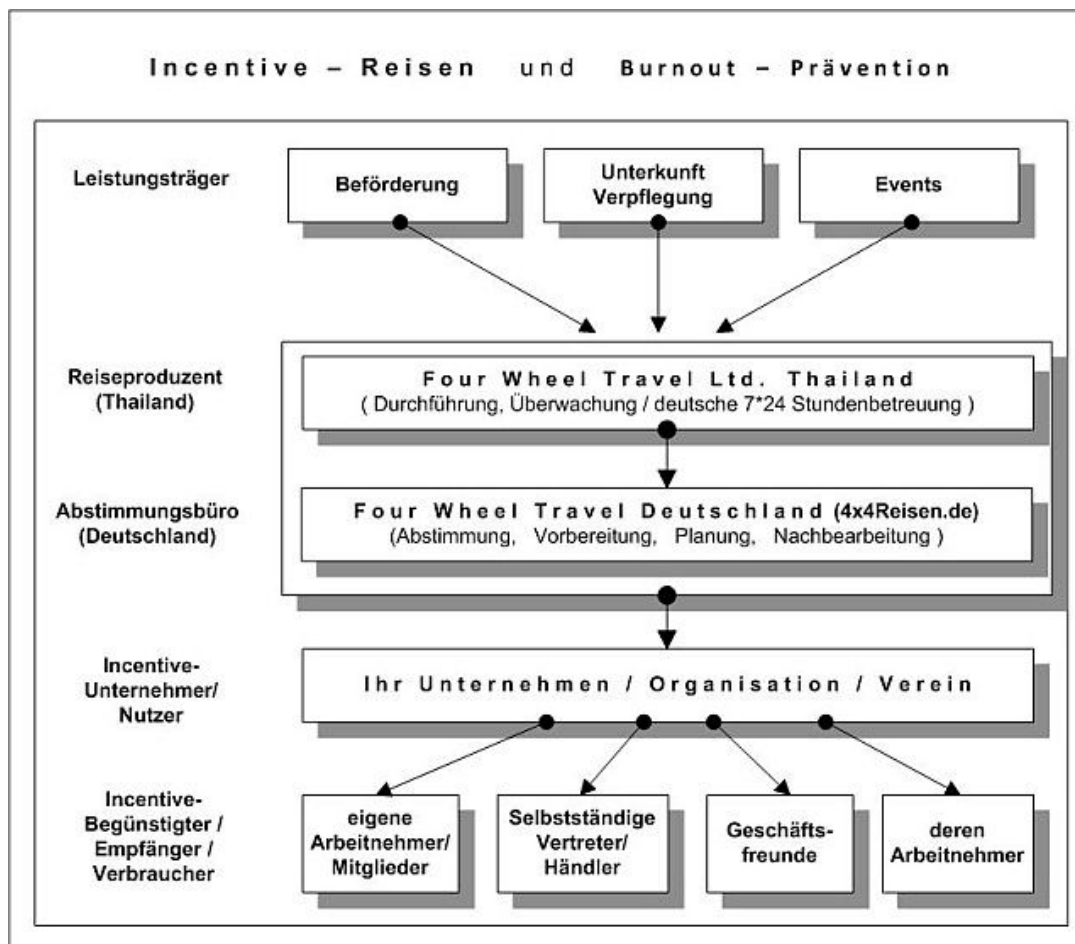 Incentive – Reisen und Burnout – Prävention
Leistungsträger
Beförderung
Unterkunft
Verpflegung
Events
Reiseproduzent
(Thailand)
Four Wheel Travel Ltd. Thailand
( Durchführung, Überwachung / deutsche 7*24 Stundenbetreuung )
Abstimmungsbüro
(Deutschland)
Four Wheel Travel Deutschland (4x4Reisen.de)
(Abstimmung, Vorbereitung, Planung, Nachbearbeitung )
Incentive-
Unternehmer/
Nutzer
Ihr Unternehmen / Organisation / Verein
Incentive-
Begünstigter /
Empfänger /
Verbraucher
eigene
Arbeitnehmer/
Mitglieder
Selbstständige
Vertreter/
Händler
Geschäfts-
freunde
deren
Arbeitnehmer